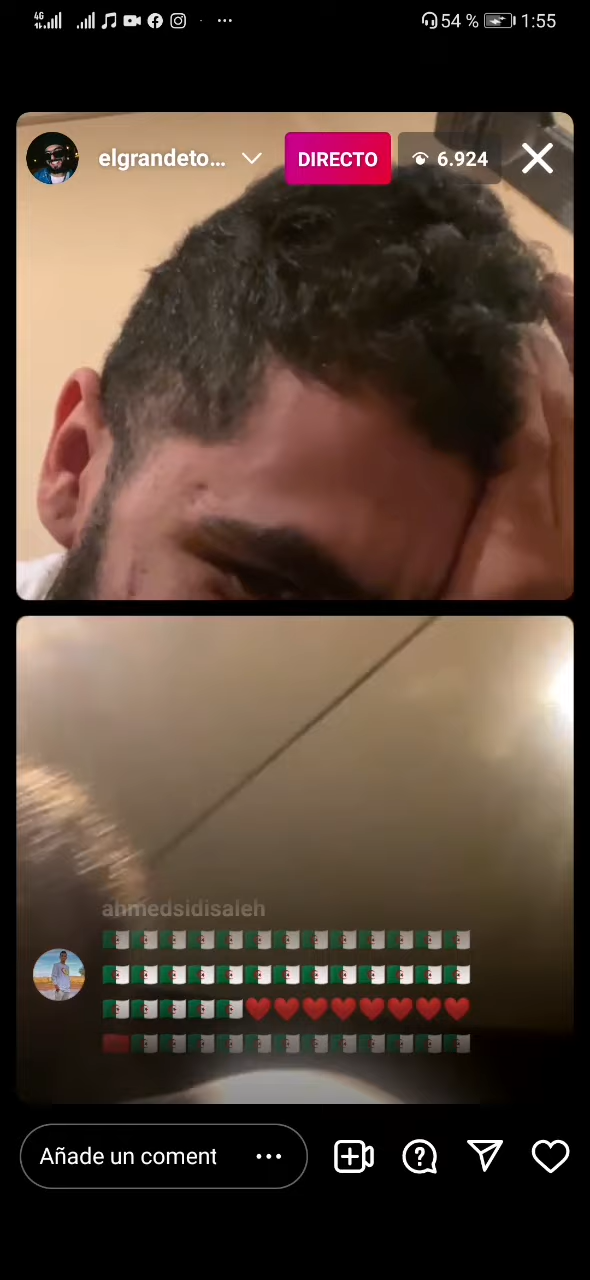 4G 54 % 1:55
elgrandeto... DIRECTO 6.924
ahmedsidisaleh
🇩🇿🇩🇿🇩🇿🇩🇿🇩🇿🇩🇿🇩🇿🇩🇿🇩🇿🇩🇿🇩🇿🇩🇿🇩🇿
🇩🇿🇩🇿🇩🇿🇩🇿🇩🇿🇩🇿🇩🇿🇩🇿🇩🇿🇩🇿🇩🇿🇩🇿🇩🇿
🇩🇿🇩🇿🇩🇿🇩🇿🇩🇿❤️❤️❤️❤️❤️❤️❤️❤️
Añade un coment